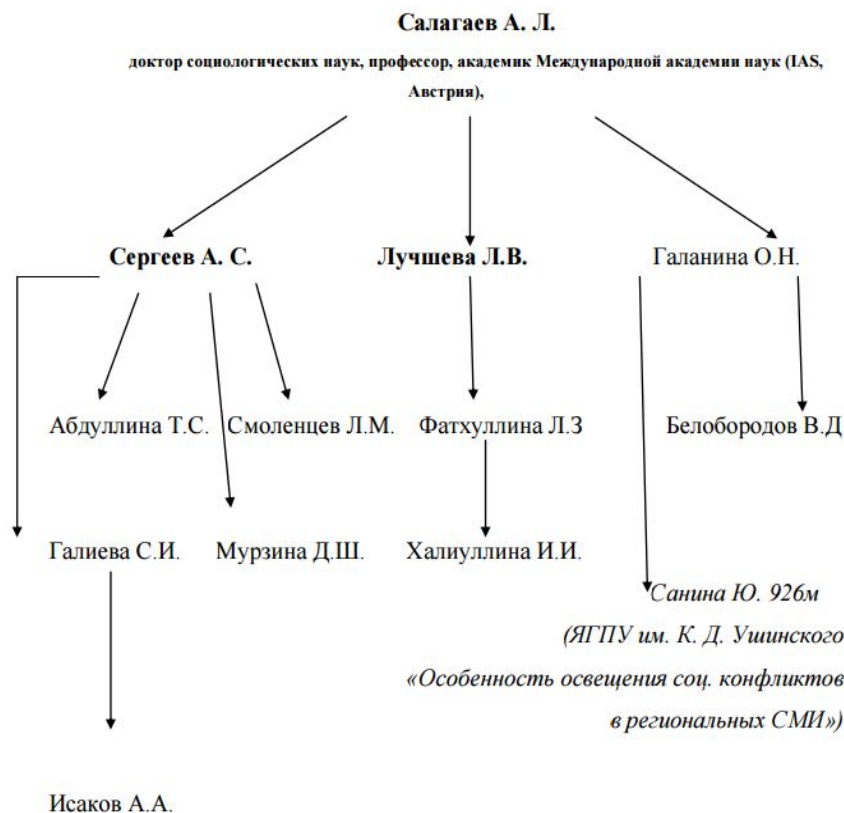 Салагаев А. Л.
доктор социологических наук, профессор, академик Международной академии наук (IAS,
Австрия),
Сергеев А. С.
Лучшева Л.В.
Галанина О.Н.
Абдуллина Т.С.
Смоленцев Л.М.
Фатхуллина Л.З
Белобородов В.Д
Галиева С.И.
Мурзина Д.Ш.
Халиуллина И.И.
Санина Ю. 926м
(ЯГПУ им. К. Д. Ушинского
«Особенность освещения соц. конфликтов
в региональных СМИ»)
Исаков А.А.